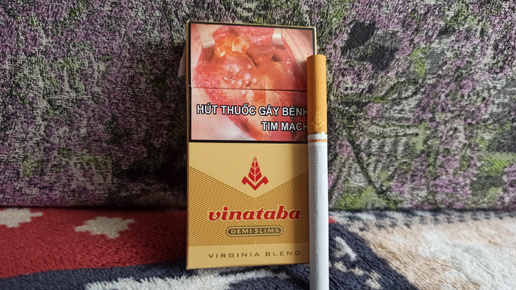 HÚT THUỐC GÂY BỆNH
TIM MẠCH
vinataba
DEMI SLIMS
VIRGINIA BLEND